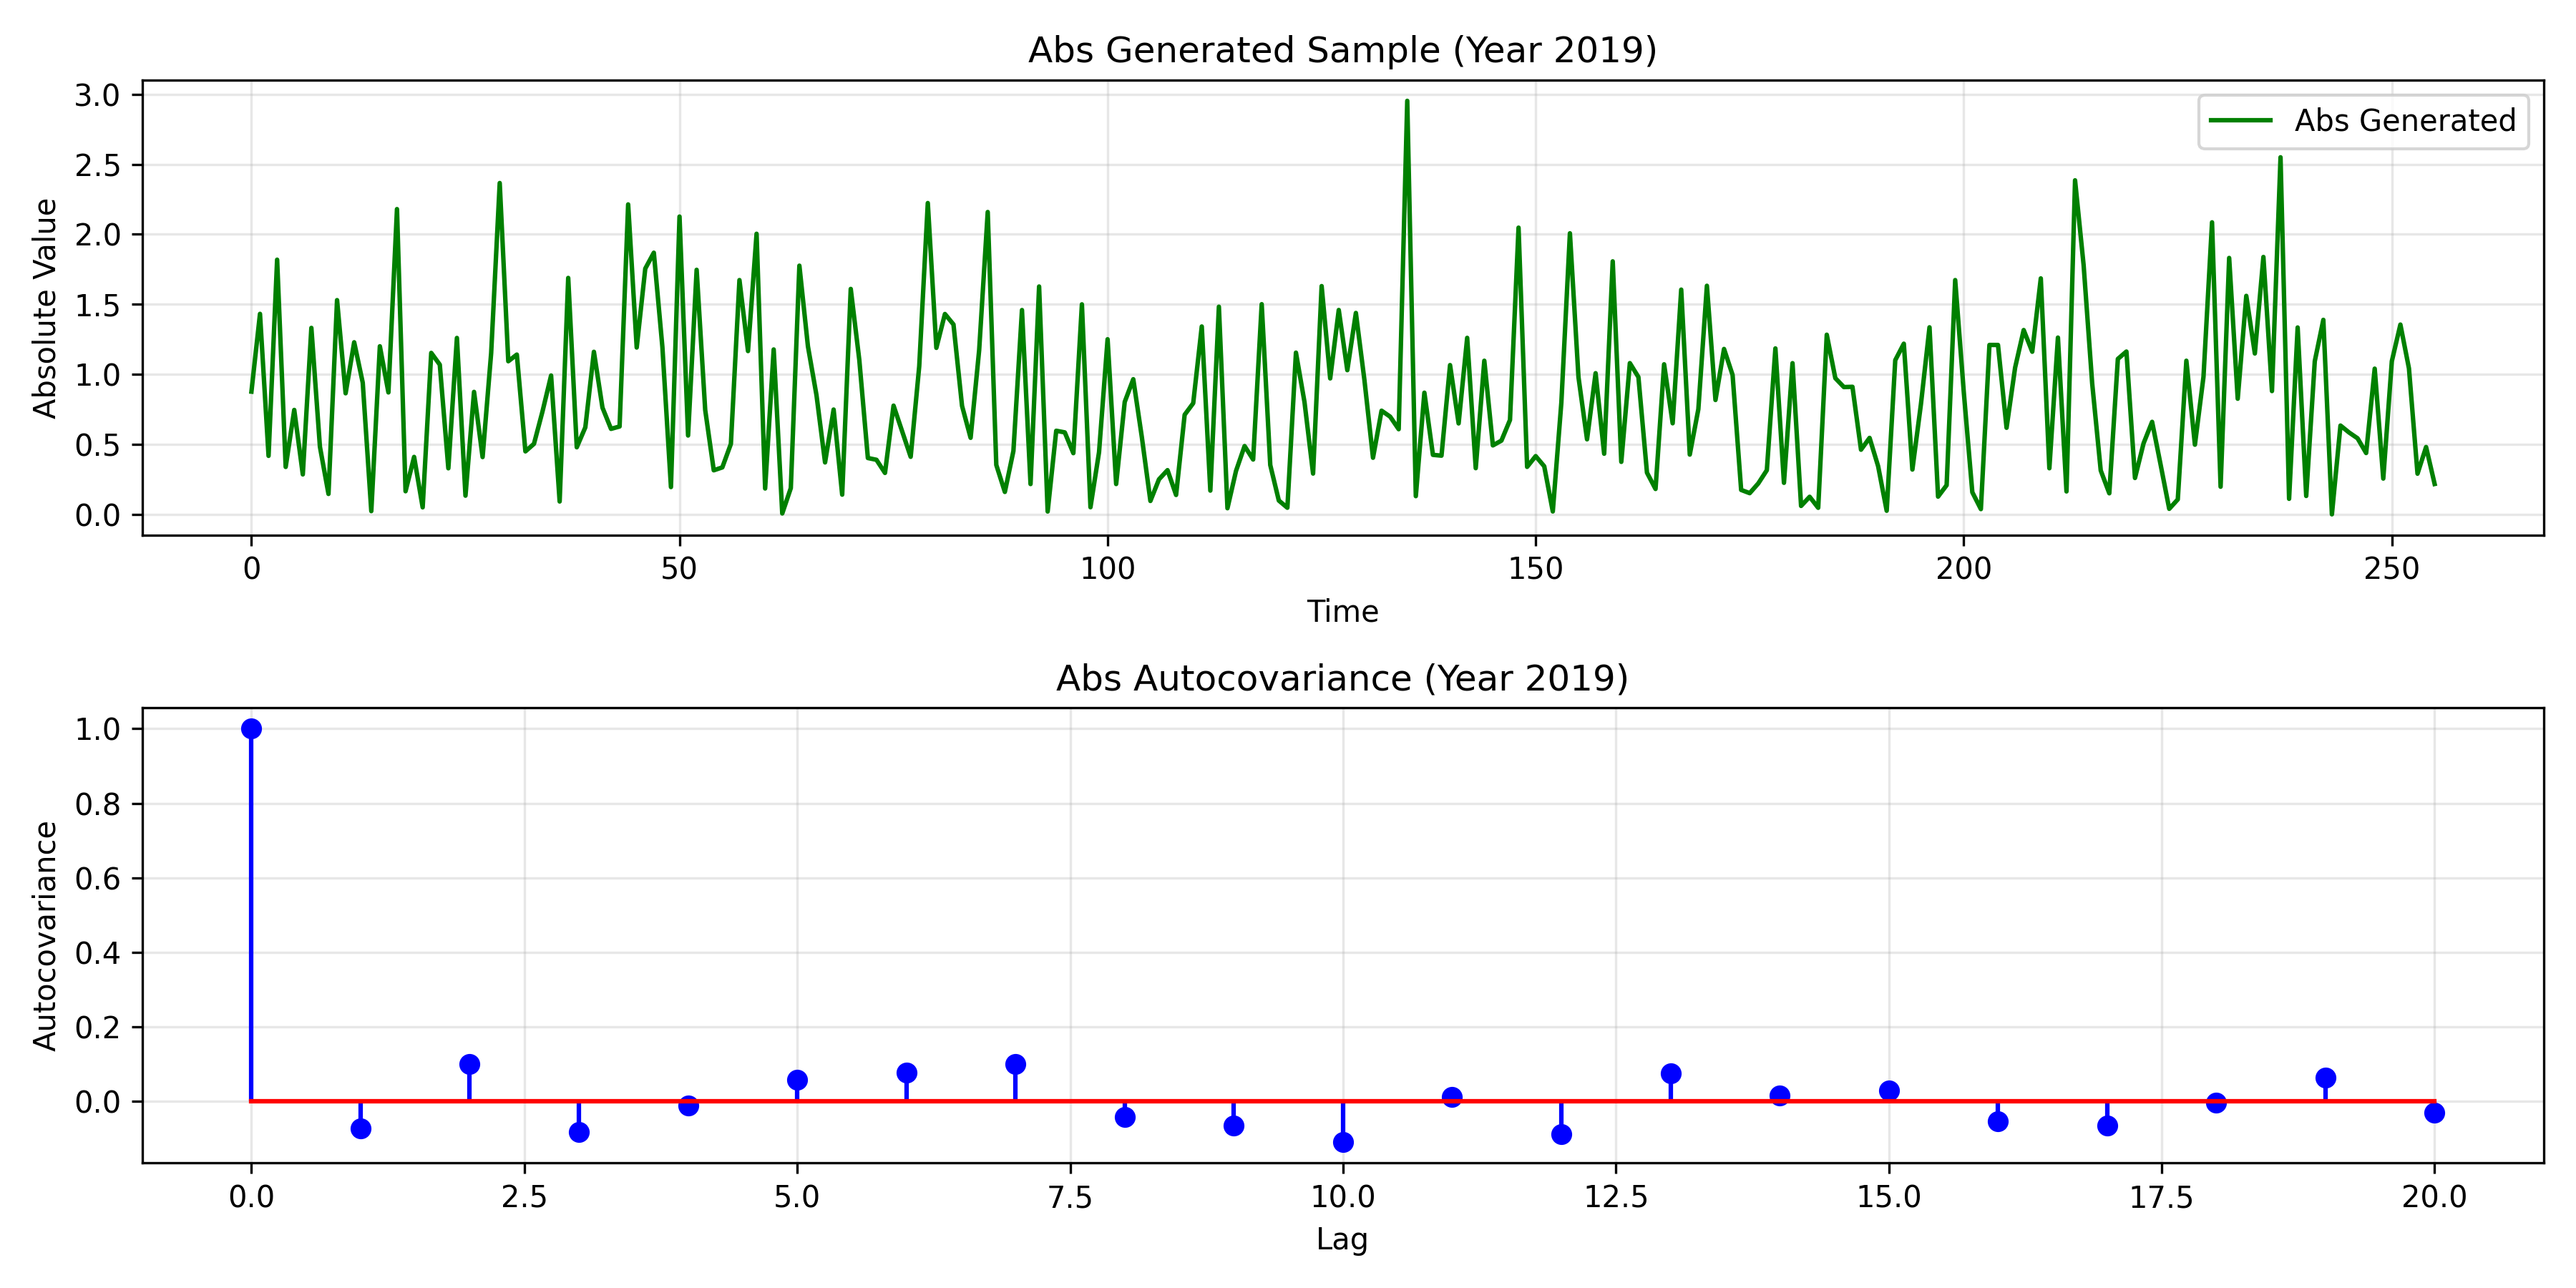 Abs Generated Sample (Year 2019)
Absolute Value
3.0
2.5
2.0
1.5
1.0
0.5
0.0
Abs Generated
0 50 100 150 200 250
Time
Abs Autocovariance (Year 2019)
Autocovariance
1.0
0.8
0.6
0.4
0.2
0.0
0.0 2.5 5.0 7.5 10.0 12.5 15.0 17.5 20.0
Lag